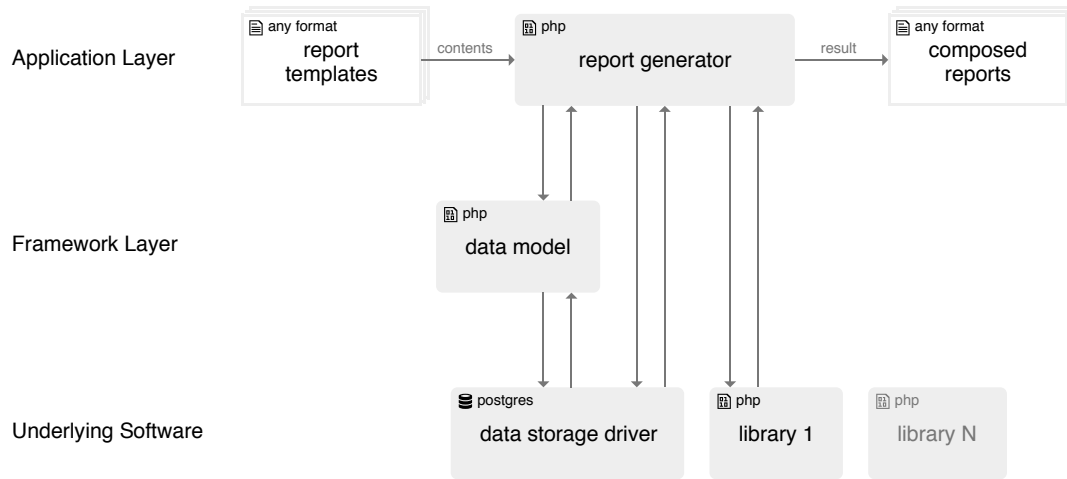 Application Layer
any format
report
templates
contents
php
report generator
result
any format
composed
reports
Framework Layer
php
data model
Underlying Software
postgres
data storage driver
php
library 1
php
library N